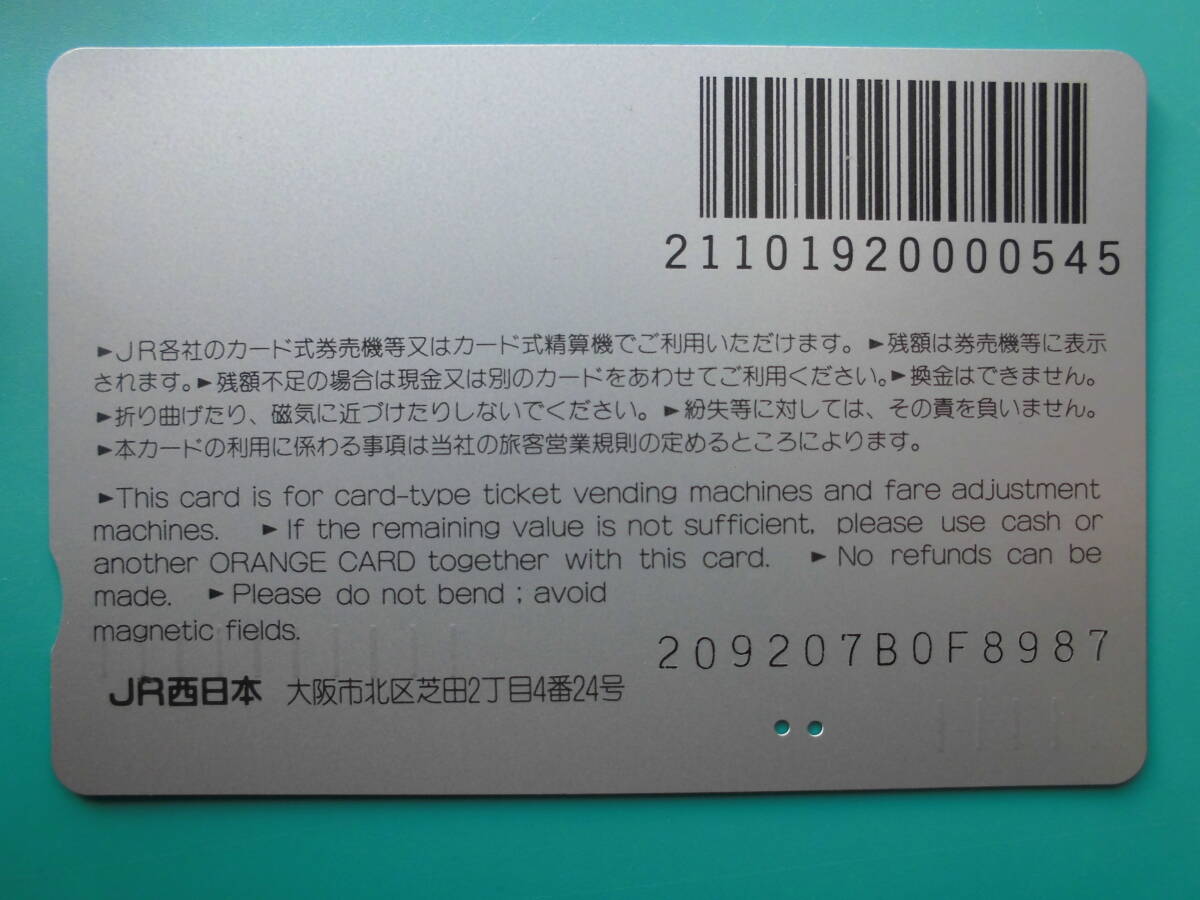 21101920000545
►JR各社のカード式券売機等又はカード式精算機でご利用いただけます。►残額は券売機等に表示
されます。►残額不足の場合は現金又は別のカードをあわせてご利用ください。►換金はできません。
►折り曲げたり、磁気に近づけたりしないでください。►紛失等に対しては、その責を負いません。
►本カードの利用に係わる事項は当社の旅客営業規則の定めるところによります。
►This card is for card-type ticket vending machines and fare adjustment
machines. ►If the remaining value is not sufficient, please use cash or
another ORANGE CARD together with this card. ►No refunds can be
made. ►Please do not bend ; avoid
magnetic fields.
209207B0F8987
JR西日本 大阪市北区芝田2丁目4番24号